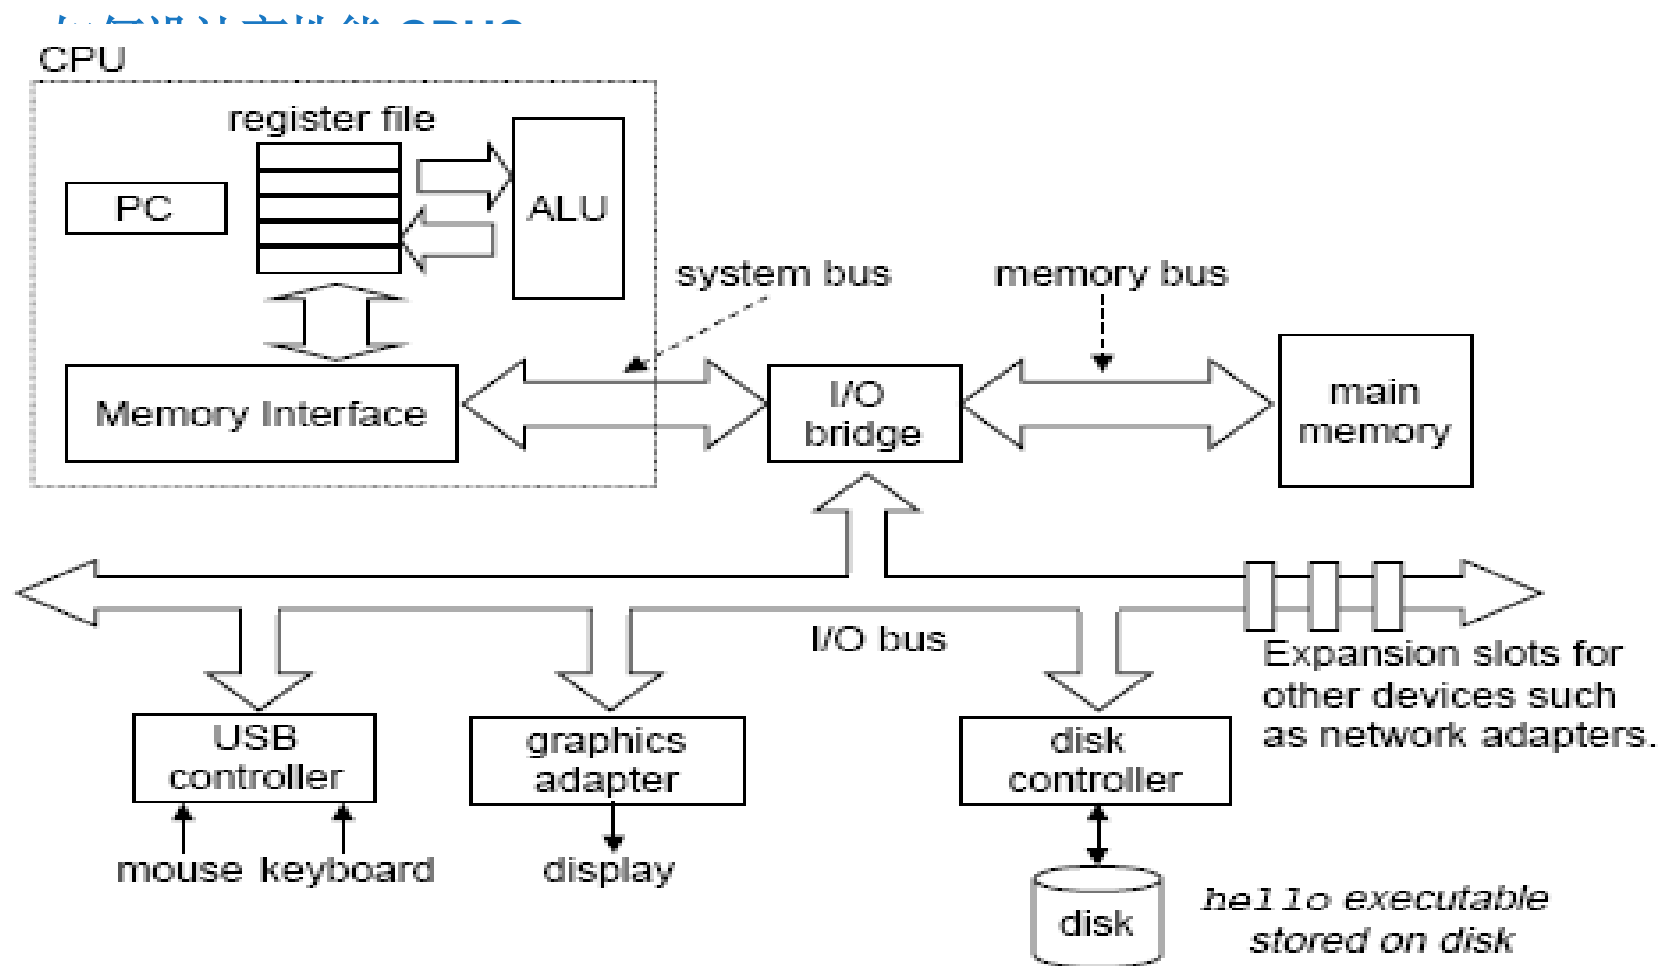 CPU
register file
PC
ALU
system bus
memory bus
Memory Interface
I/O
bridge
main
memory
I/O bus
Expansion slots for
other devices such
as network adapters.
USB
controller
graphics
adapter
disk
controller
mouse keyboard
display
disk
hello executable
stored on disk